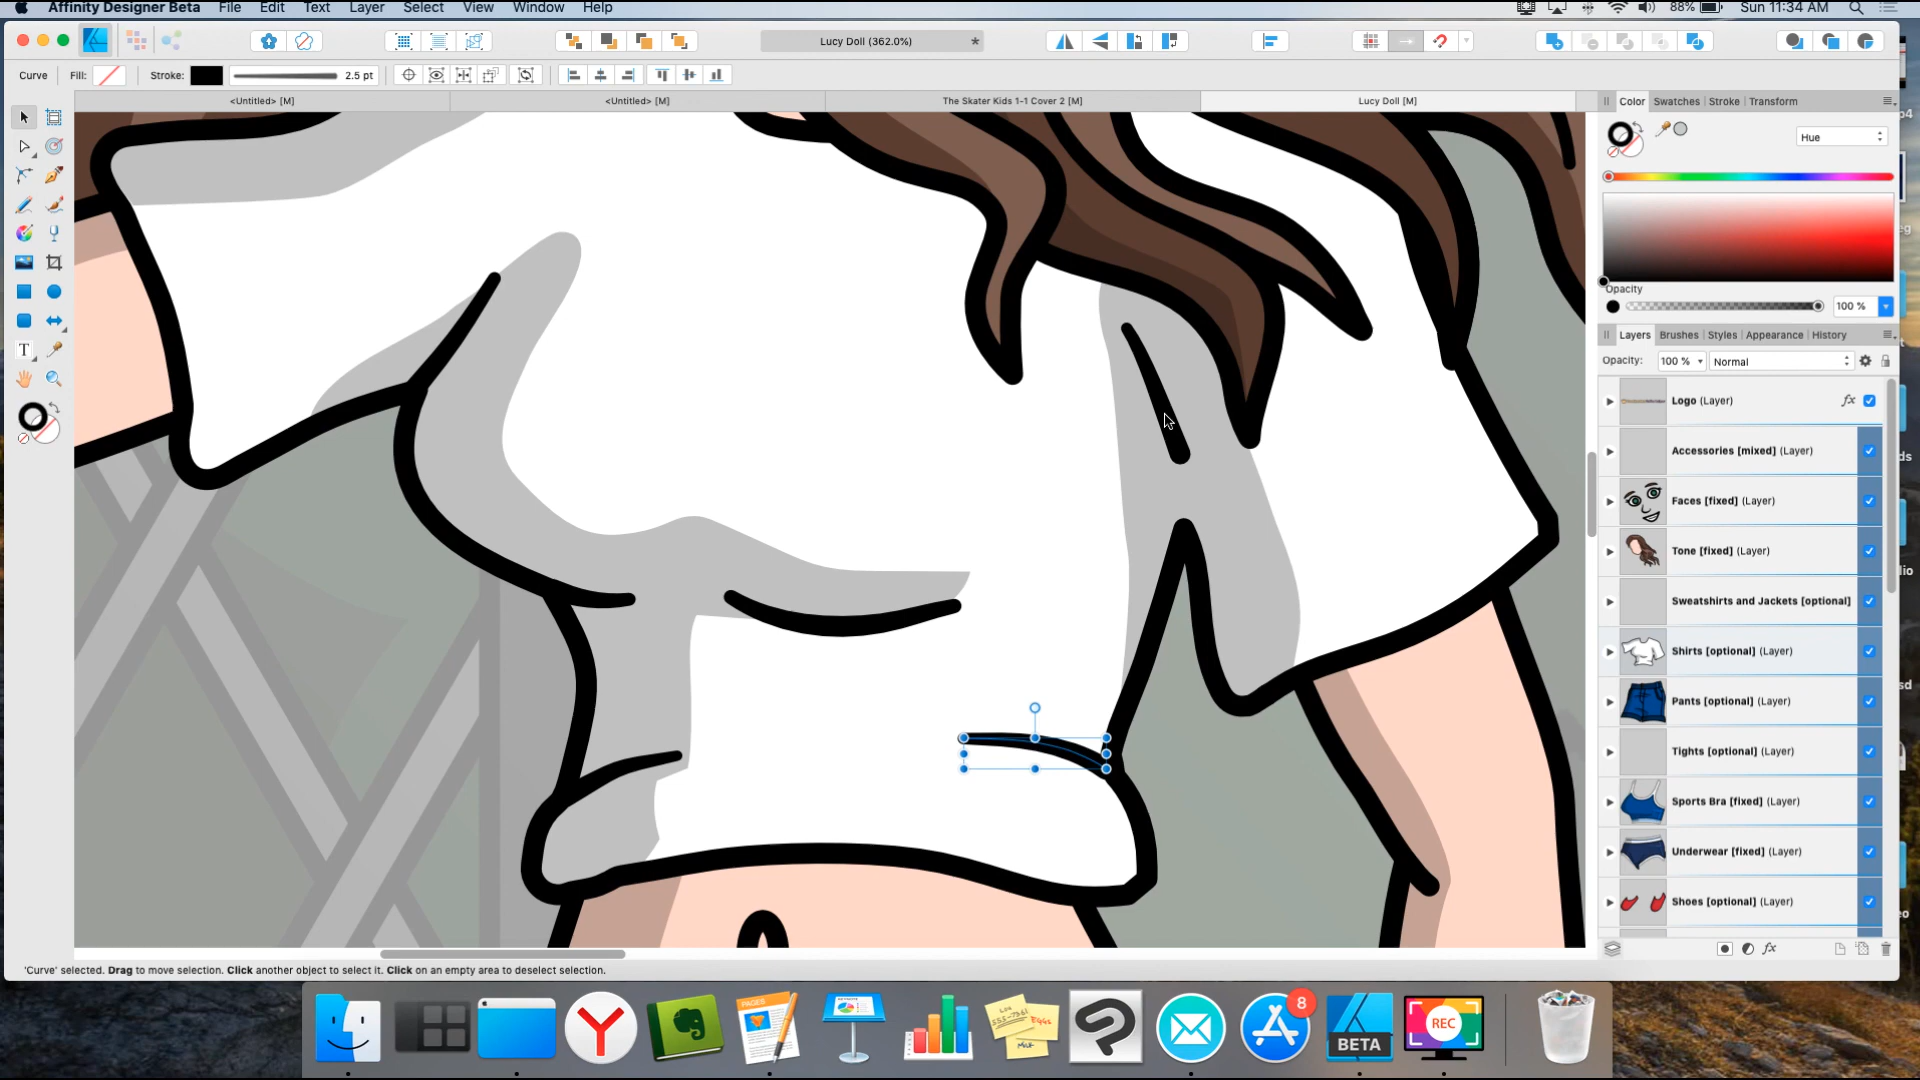 Affinity Designer Beta File Edit Text Layer Select View Window Help
88% Sun 11:34 AM
Lucy Doll (362.0%) *
Curve Fill: Stroke: 2.5 pt
<Untitled> [M] <Untitled> [M] The Skater Kids 1-1 Cover 2 [M] Lucy Doll [M]
Color Swatches Stroke Transform
Hue
Opacity
100 %
Layers Brushes Styles Appearance History
Opacity: 100 % Normal
Logo (Layer) fx
Accessories [mixed] (Layer)
Faces [fixed] (Layer)
Tone [fixed] (Layer)
Sweatshirts and Jackets [optional]
Shirts [optional] (Layer)
Pants [optional] (Layer)
Tights [optional] (Layer)
Sports Bra [fixed] (Layer)
Underwear [fixed] (Layer)
Shoes [optional] (Layer)
fx
T
'Curve' selected. Drag to move selection. Click another object to select it. Click on an empty area to deselect selection.
PAGES
KEYNOTE
8
BETA
REC